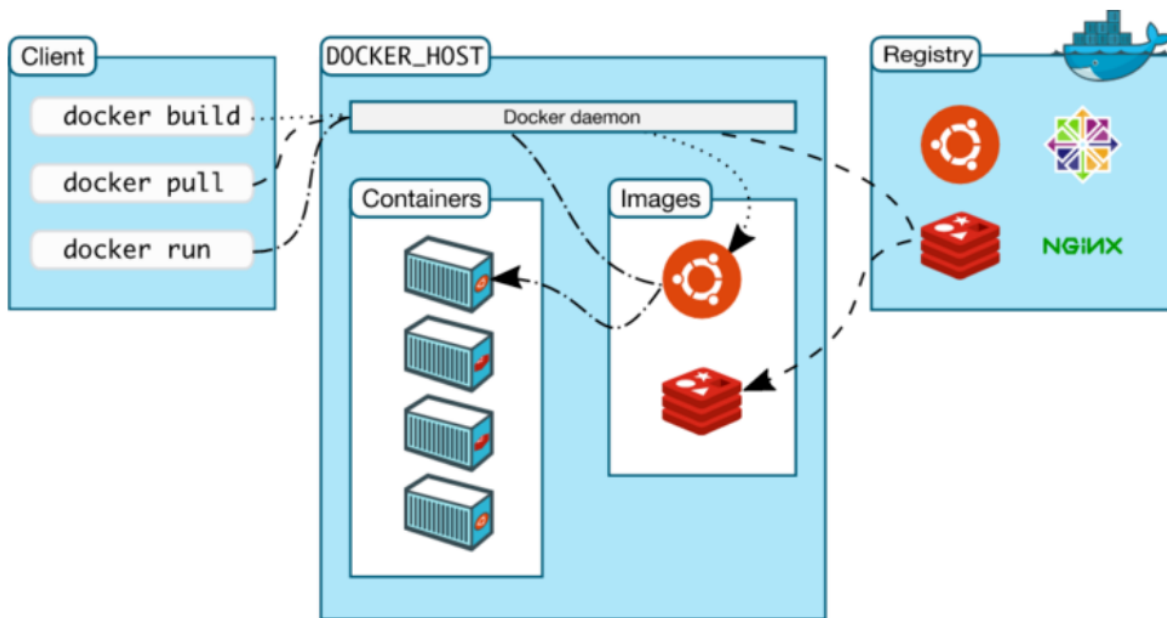 Client
docker build
docker pull
docker run
DOCKER_HOST
Docker daemon
Containers
Images
Registry
NGiNX